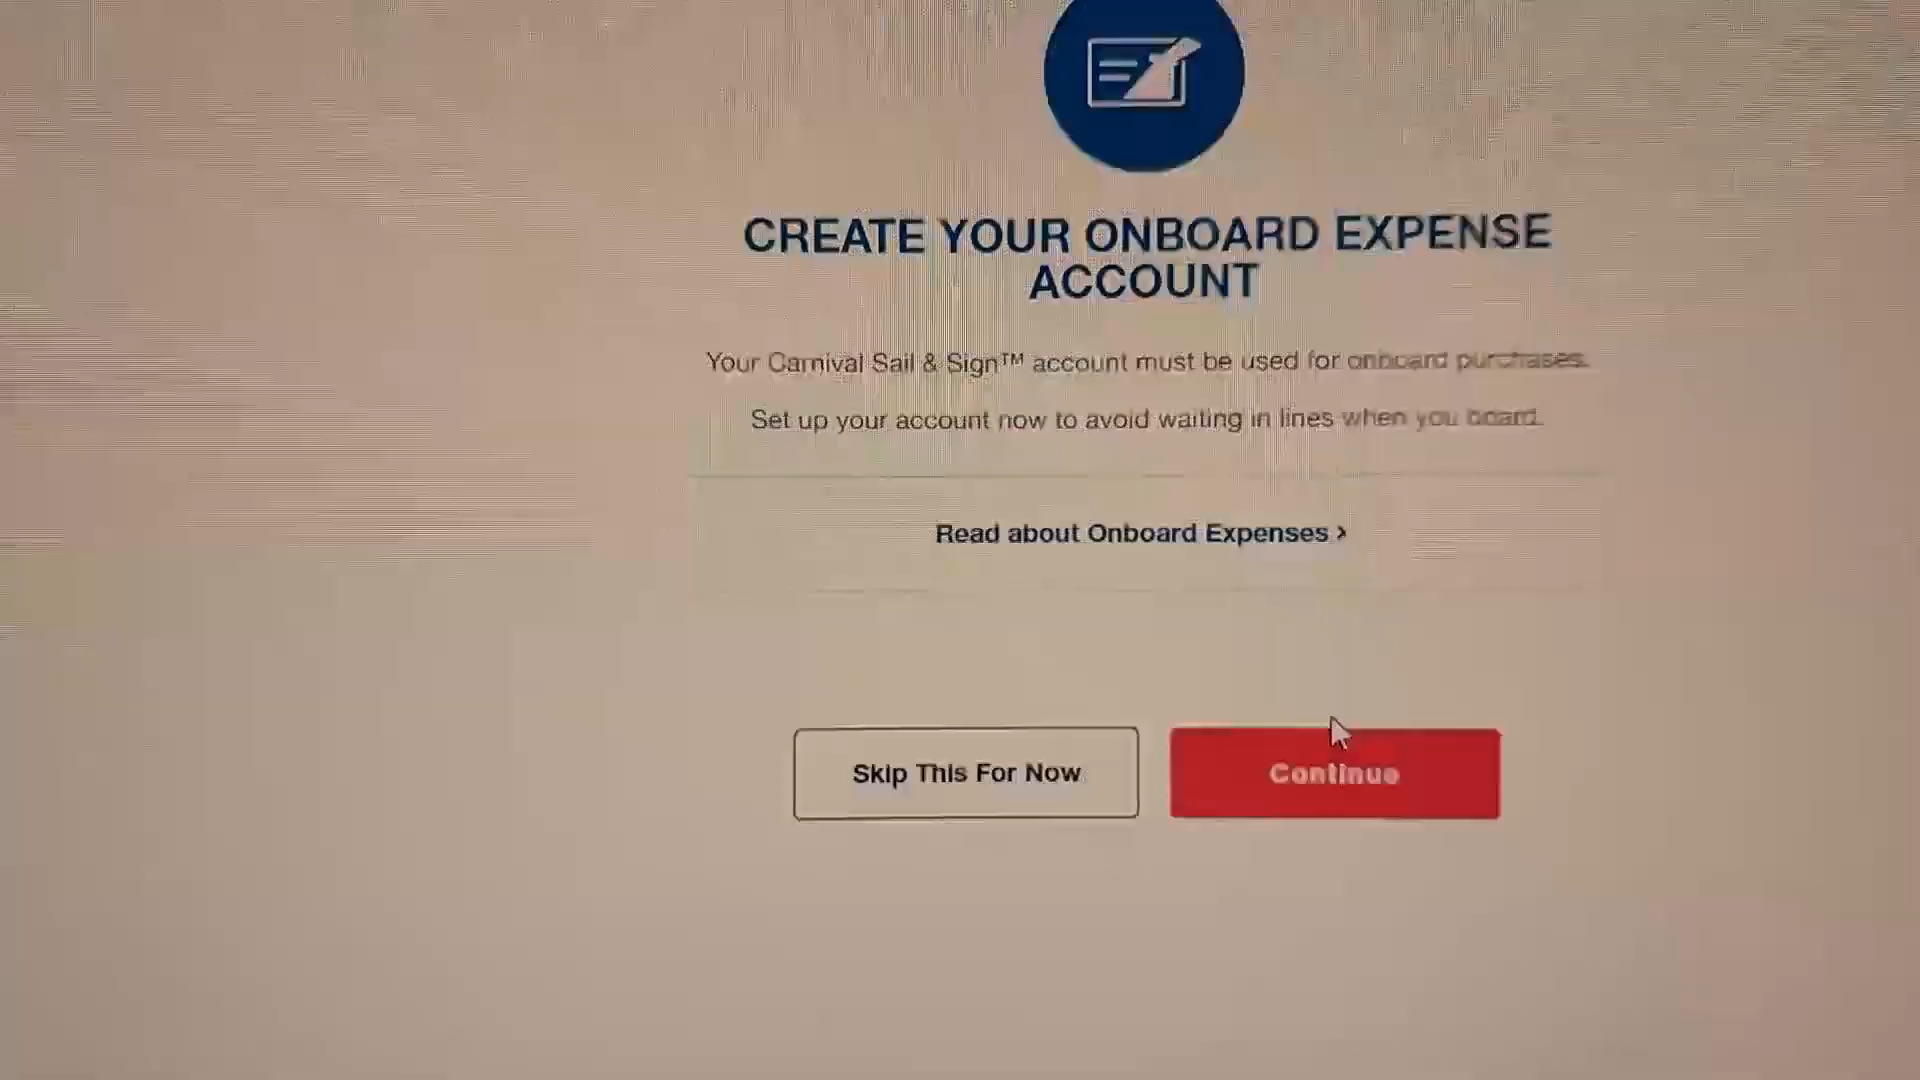 CREATE YOUR ONBOARD EXPENSE
ACCOUNT
Your Carnival Sail & Sign™ account must be used for onboard purchases.
Set up your account now to avoid waiting in lines when you board.
Read about Onboard Expenses ›
Skip This For Now
Continue